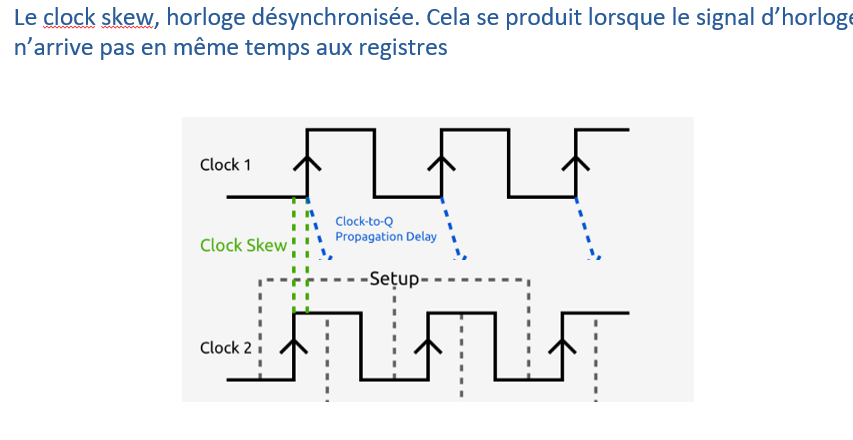 Le clock skew, horloge désynchronisée. Cela se produit lorsque le signal d’horloge
n’arrive pas en même temps aux registres
Clock 1
Clock-to-Q
Propagation Delay
Clock Skew
Setup
Clock 2